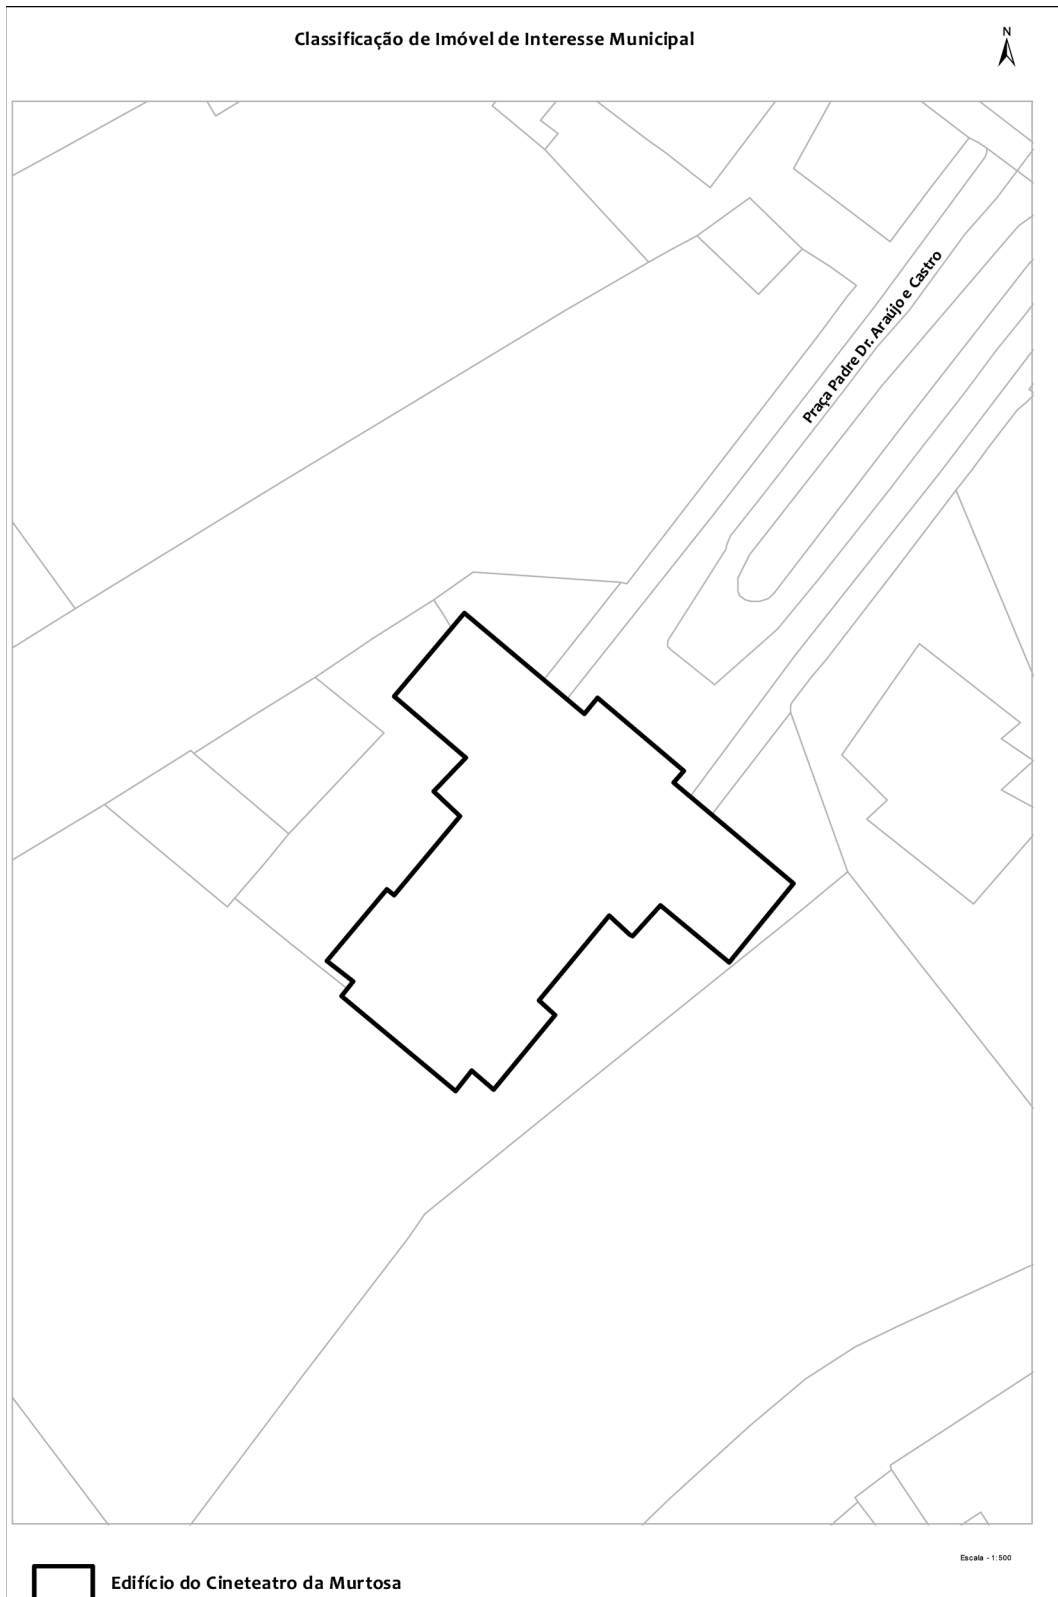 Classificação de Imóvel de Interesse Municipal
N
Praça Padre Dr. Araújo e Castro
Escala - 1:500
Edifício do Cineteatro da Murtosa